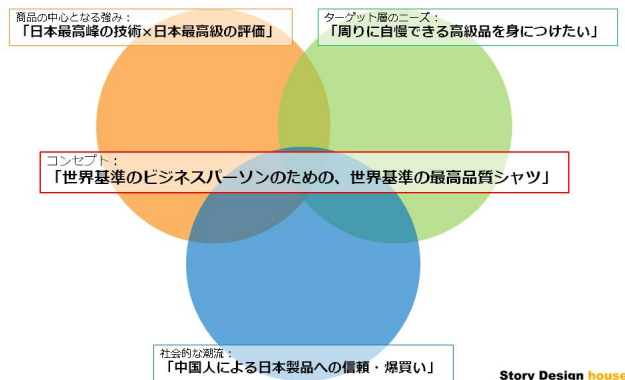 商品の中心となる強み：
「日本最高峰の技術×日本最高級の評価」
ターゲット層のニーズ：
「周りに自慢できる高級品を身につけたい」
コンセプト：
「世界基準のビジネスパーソンのための、世界基準の最高品質シャツ」
社会的な潮流：
「中国人による日本製品への信頼・爆買い」
Story Design house